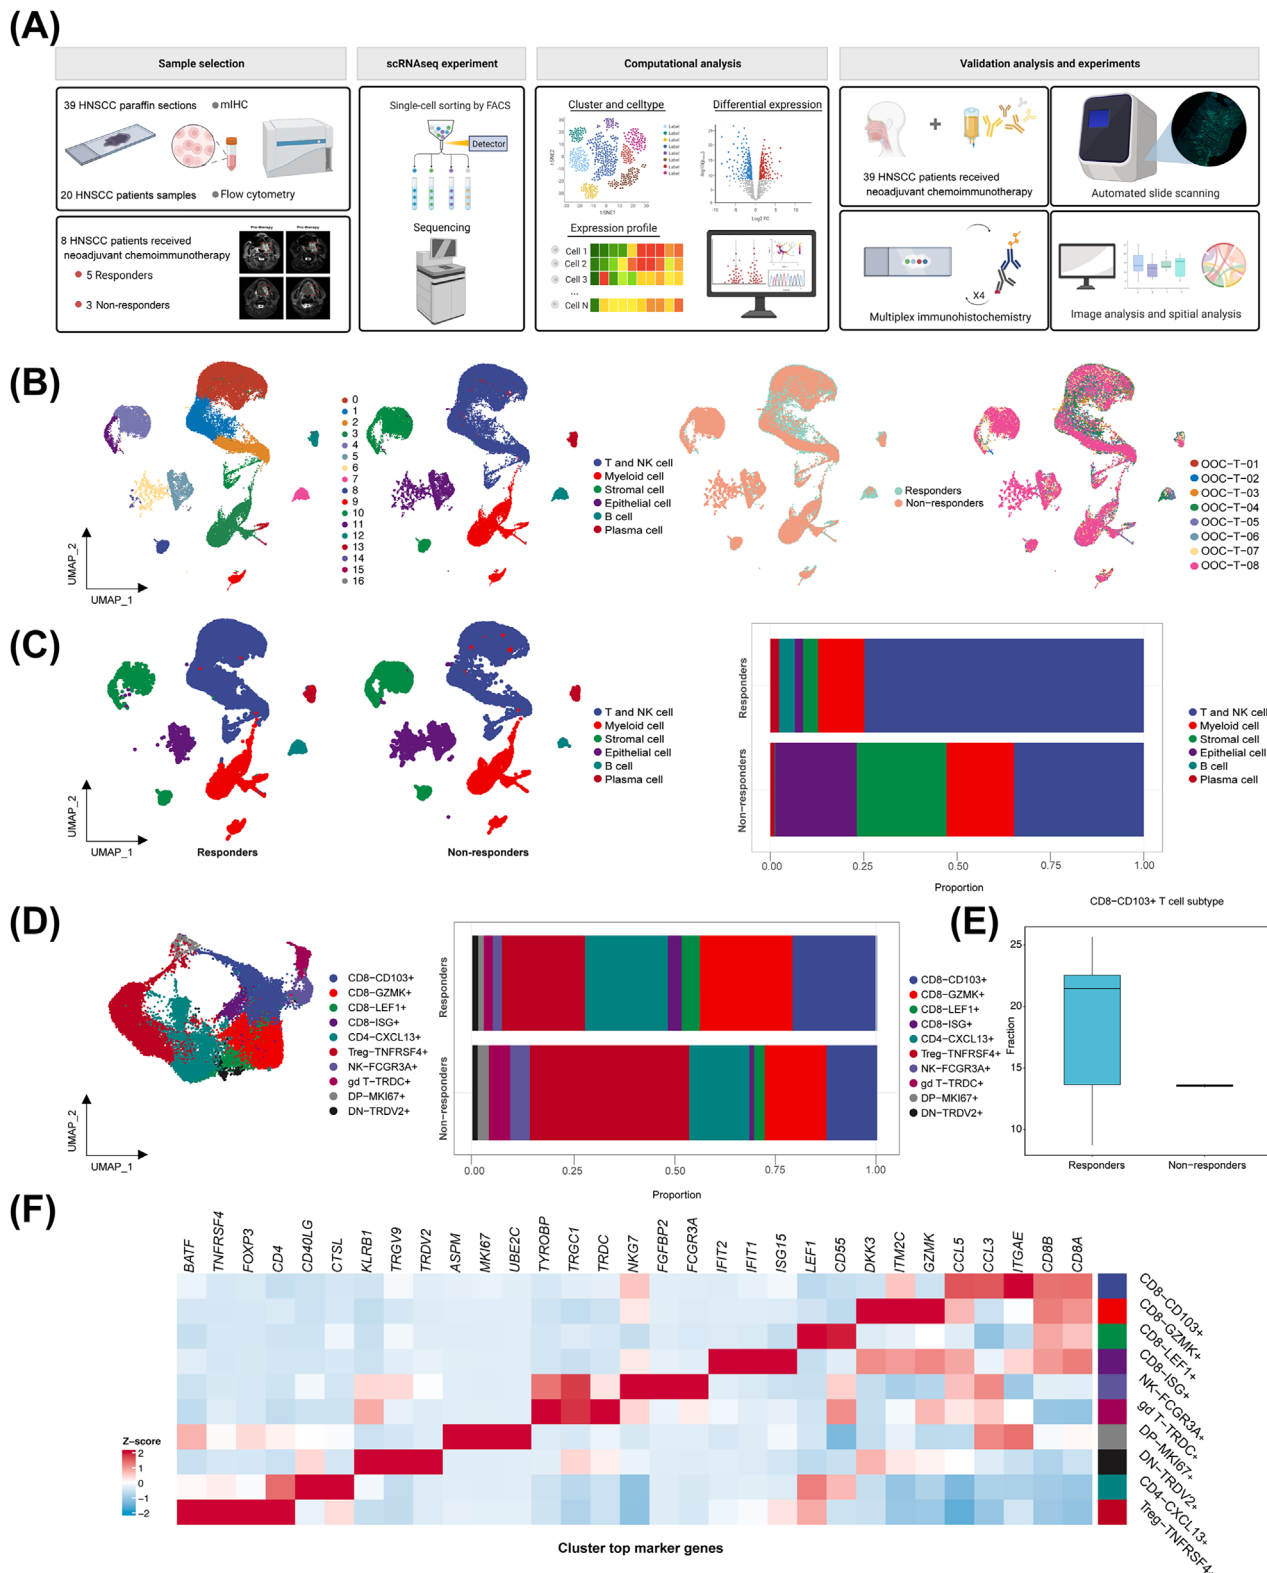 (A)
Sample selection
scRNAseq experiment
Computational analysis
Validation analysis and experiments
39 HNSCC paraffin sections
mIHC
20 HNSCC patients samples
Flow cytometry
8 HNSCC patients received
neoadjuvant chemoimmunotherapy
5 Responders
3 Non-responders
Pre-therapy
Pre-therapy
Single-cell sorting by FACS
Detector
Sequencing
Cluster and celltype
Differential expression
t-SNE2
t-SNE1
Label
Label
Label
Label
Label
Label
Label
Log2 FC
Expression profile
Cell 1
Cell 2
Cell 3
...
Cell N
+
39 HNSCC patients received
neoadjuvant chemoimmunotherapy
Automated slide scanning
X4
Multiplex immunohistochemistry
Image analysis and spitial analysis
(B)
UMAP_2
UMAP_1
0
1
2
3
4
5
6
7
8
9
10
11
12
13
14
15
16
T and NK cell
Myeloid cell
Stromal cell
Epithelial cell
B cell
Plasma cell
Responders
Non-responders
OOC-T-01
OOC-T-02
OOC-T-03
OOC-T-04
OOC-T-05
OOC-T-06
OOC-T-07
OOC-T-08
(C)
UMAP_2
UMAP_1
Responders
Non-responders
T and NK cell
Myeloid cell
Stromal cell
Epithelial cell
B cell
Plasma cell
Responders
Non-responders
0.00
0.25
0.50
0.75
1.00
Proportion
T and NK cell
Myeloid cell
Stromal cell
Epithelial cell
B cell
Plasma cell
(D)
UMAP_2
UMAP_1
CD8-CD103+
CD8-GZMK+
CD8-LEF1+
CD8-ISG+
CD4-CXCL13+
Treg-TNFRSF4+
NK-FCGR3A+
gd T-TRDC+
DP-MKI67+
DN-TRDV2+
Responders
Non-responders
0.00
0.25
0.50
0.75
1.00
Proportion
CD8-CD103+
CD8-GZMK+
CD8-LEF1+
CD8-ISG+
CD4-CXCL13+
Treg-TNFRSF4+
NK-FCGR3A+
gd T-TRDC+
DP-MKI67+
DN-TRDV2+
(E)
CD8-CD103+ T cell subtype
Fraction
25
20
15
10
Responders
Non-responders
(F)
BATF
TNFRSF4
FOXP3
CD4
CD40LG
CTSL
KLRB1
TRGV9
TRDV2
ASPM
MKI67
UBE2C
TYROBP
TRGC1
TRDC
NKG7
FGFBP2
FCGR3A
IFIT2
IFIT1
ISG15
LEF1
CD55
DKK3
ITM2C
GZMK
CCL5
CCL3
ITGAE
CD8B
CD8A
CD8-CD103+
CD8-GZMK+
CD8-LEF1+
CD8-ISG+
NK-FCGR3A+
gd T-TRDC+
DP-MKI67+
DN-TRDV2+
CD4-CXCL13+
Treg-TNFRSF4+
Z-score
2
1
0
-1
-2
Cluster top marker genes